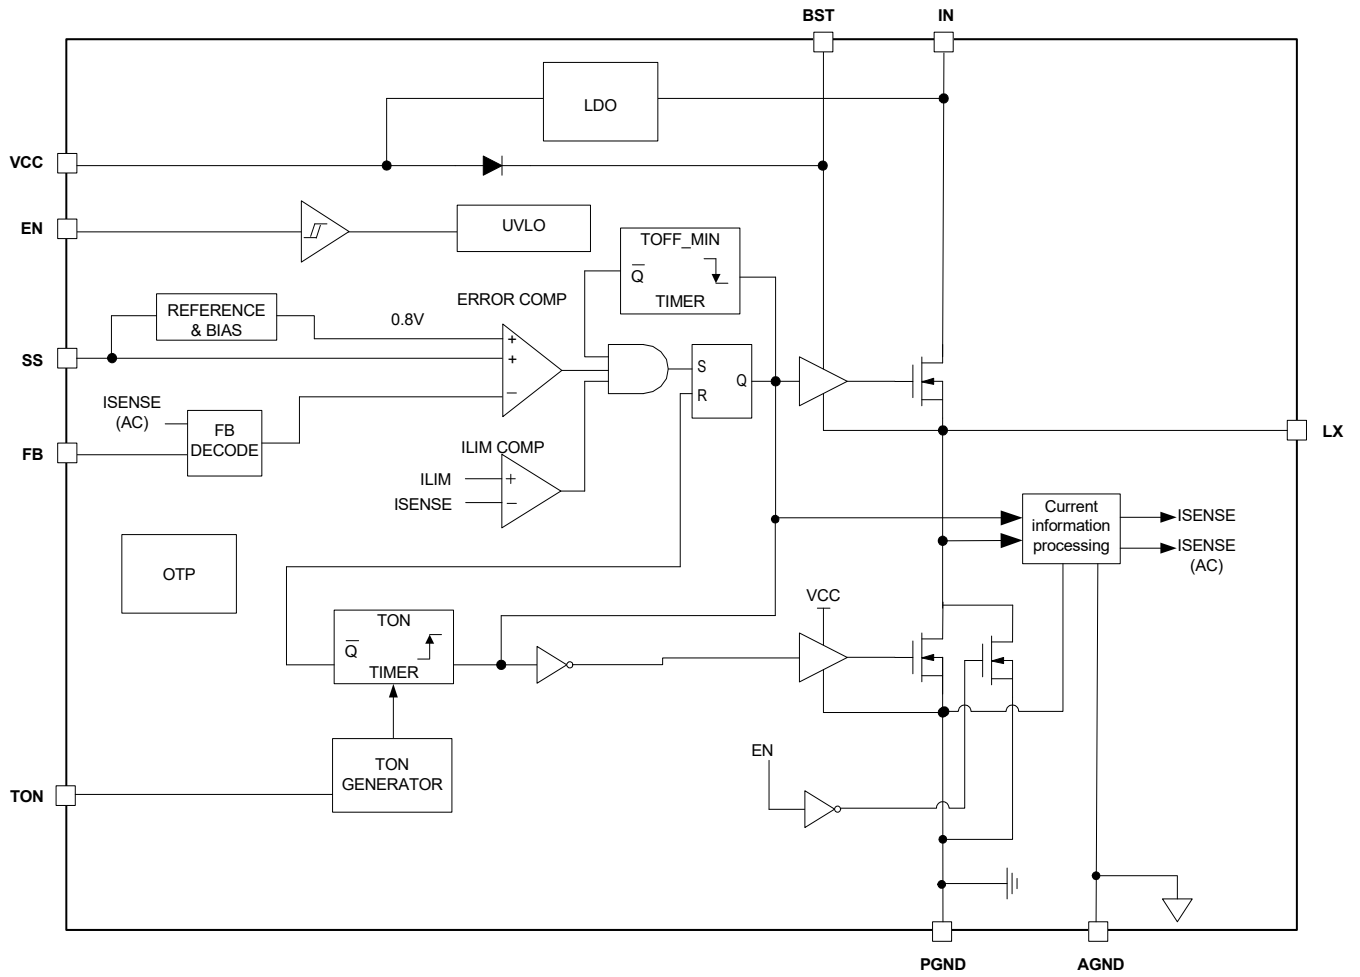 BST
IN
LDO
VCC
EN
UVLO
TOFF_MIN
Q
TIMER
ERROR COMP
REFERENCE
& BIAS
0.8V
+
+
–
SS
S
Q
R
ISENSE
(AC)
FB
DECODE
FB
LX
ILIM COMP
ILIM
+
ISENSE
–
Current
information
processing
ISENSE
ISENSE
(AC)
OTP
VCC
TON
Q
TIMER
EN
TON
GENERATOR
TON
PGND
AGND